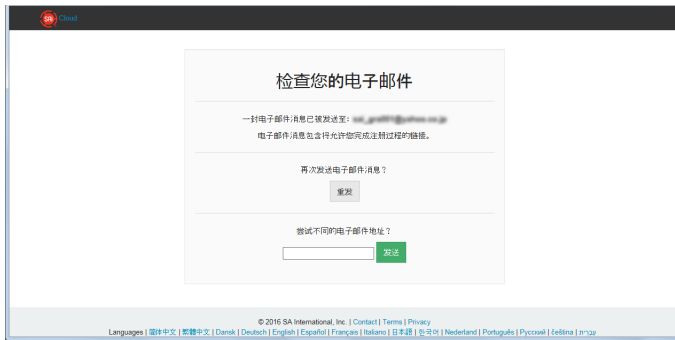 SAi Cloud
检查您的电子邮件
一封电子邮件消息已被发送至：
电子邮件消息包含将允许您完成注册过程的链接。
再次发送电子邮件消息？
重发
尝试不同的电子邮件地址？
发送
© 2016 SA International, Inc. | Contact | Terms | Privacy
Languages | 简体中文 | 繁體中文 | Dansk | Deutsch | English | Español | Français | Italiano | 日本語 | 한국어 | Nederland | Português | Русский | čeština | עברית